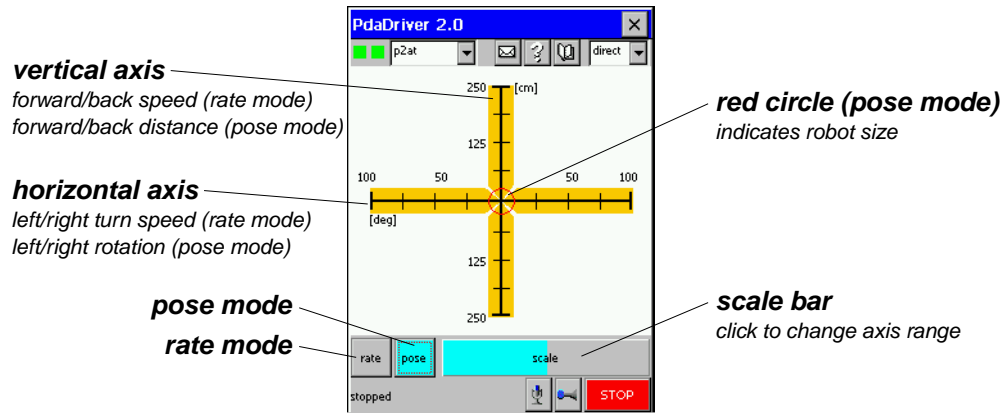 PdaDriver 2.0
p2at
direct
vertical axis
forward/back speed (rate mode)
forward/back distance (pose mode)
250 [cm]
125
red circle (pose mode)
indicates robot size
horizontal axis
left/right turn speed (rate mode)
left/right rotation (pose mode)
100 50 50 100
[deg]
125
250
pose mode
rate mode
scale bar
click to change axis range
rate pose scale
stopped STOP